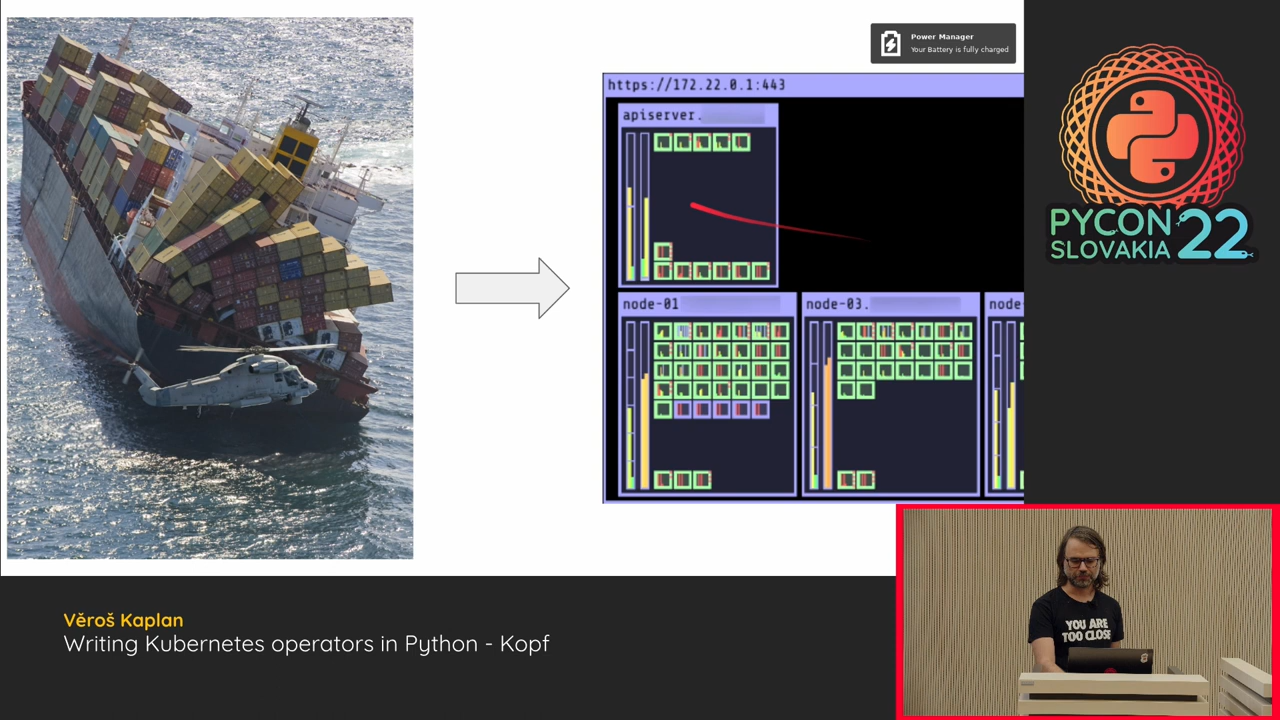 Power Manager
Your Battery is fully charged
https://172.22.0.1:443
apiserver.
node-01
node-03.
node-
PYCON
SLOVAKIA 22
YOU ARE
TOO CLOSE
Věroš Kaplan
Writing Kubernetes operators in Python - Kopf